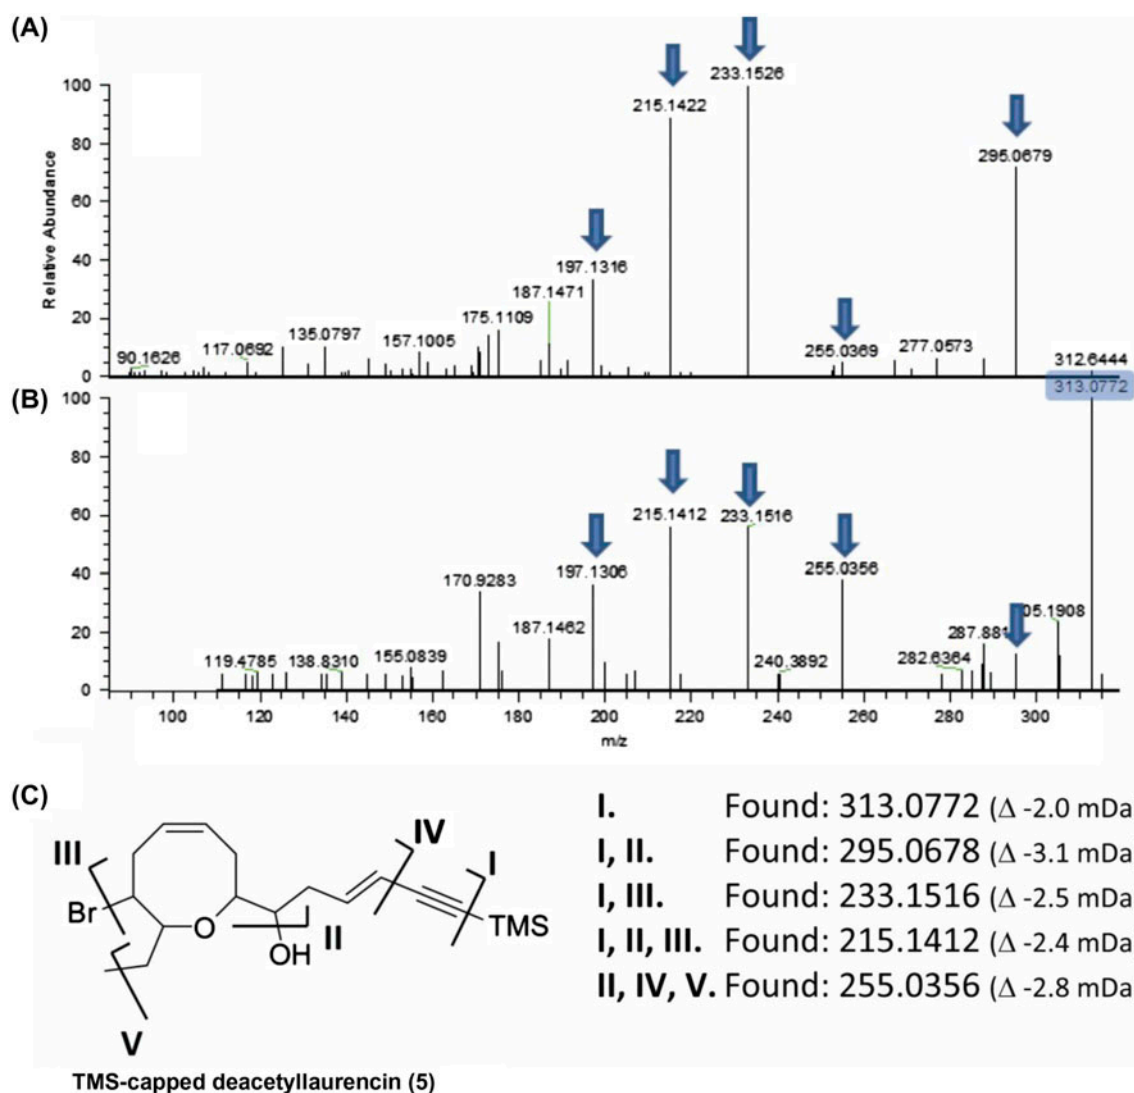 (A)
233.1526
215.1422
295.0679
197.1316
187.1471
175.1109
135.0797
157.1005
117.0692
90.1626
255.0369
277.0573
312.6444
Relative Abundance
100
80
60
40
20
0
(B)
313.0772
215.1412
233.1516
255.0356
197.1306
170.9283
187.1462
155.0839
119.4785
138.8310
240.3892
282.6364
287.881
05.1908
100
80
60
40
20
0
100 120 140 160 180 200 220 240 260 280 300
m/z
(C)
III
IV
I
Br
O
OH
II
TMS
V
TMS-capped deacetyllaurencin (5)
I. Found: 313.0772 (Δ -2.0 mDa
I, II. Found: 295.0678 (Δ -3.1 mDa
I, III. Found: 233.1516 (Δ -2.5 mDa
I, II, III. Found: 215.1412 (Δ -2.4 mDa
II, IV, V. Found: 255.0356 (Δ -2.8 mDa